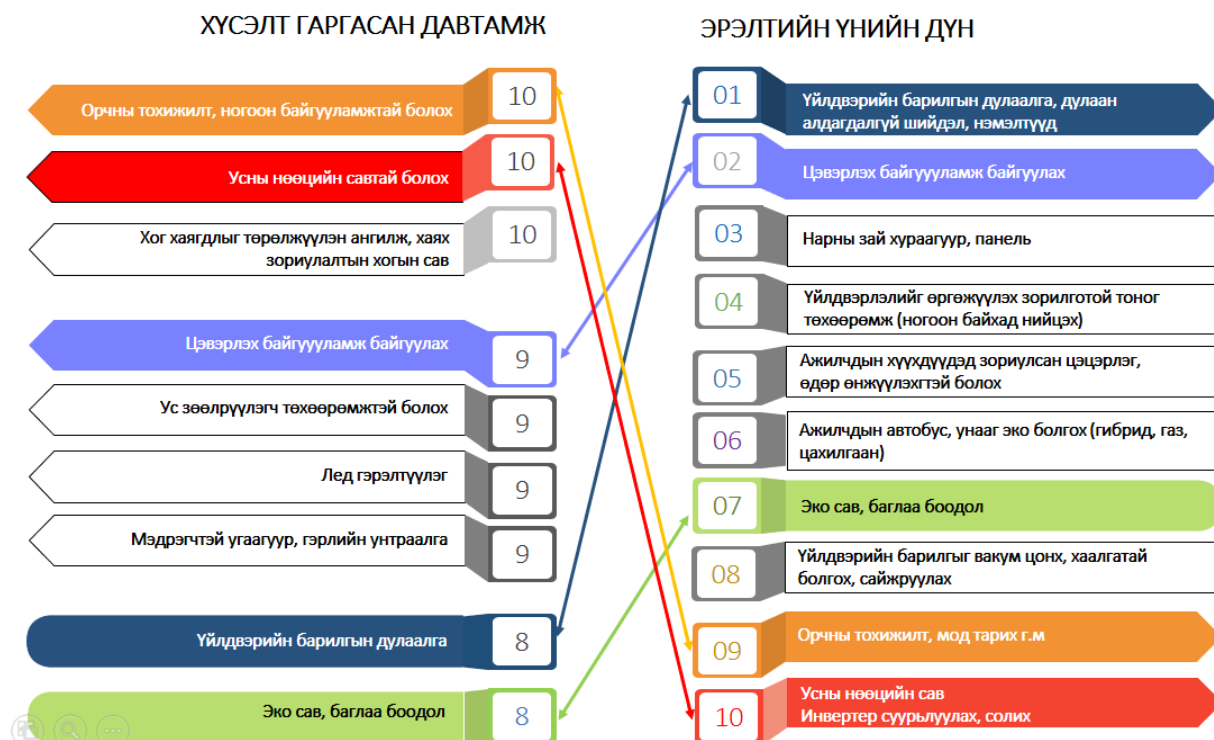 ХҮСЭЛТ ГАРГАСАН ДАВТАМЖ
Орчны тохижилт, ногоон байгууламжтай болох
10
Усны нөөцийн савтай болох
10
Хог хаягдлыг төрөлжүүлэн ангилж, хаях
зориулалтын хогын сав
10
Цэвэрлэх байгуууламж байгуулах
9
Ус зөөлрүүлэгч төхөөрөмжтэй болох
9
Лед гэрэлтүүлэг
9
Мэдрэгчтэй угаагуур, гэрлийн унтраалга
9
Үйлдвэрийн барилгын дулаалга
8
Эко сав, баглаа боодол
8
ЭРЭЛТИЙН ҮНИЙН ДҮН
01
Үйлдвэрийн барилгын дулаалга, дулаан
алдагдалгүй шийдэл, нэмэлтүүд
02
Цэвэрлэх байгуууламж байгуулах
03
Нарны зай хураагуур, панель
04
Үйлдвэрлэлийг өргөжүүлэх зорилготой тоног
төхөөрөмж (ногоон байхад нийцэх)
05
Ажилчдын хүүхдүүдэд зориулсан цэцэрлэг,
өдөр өнжүүлэхгтэй болох
06
Ажилчдын автобус, унааг эко болгох (гибрид, газ,
цахилгаан)
07
Эко сав, баглаа боодол
08
Үйлдвэрийн барилгыг вакум цонх, хаалгатай
болгох, сайжруулах
09
Орчны тохижилт, мод тарих г.м
10
Усны нөөцийн сав
Инвертер суурьлуулах, солих